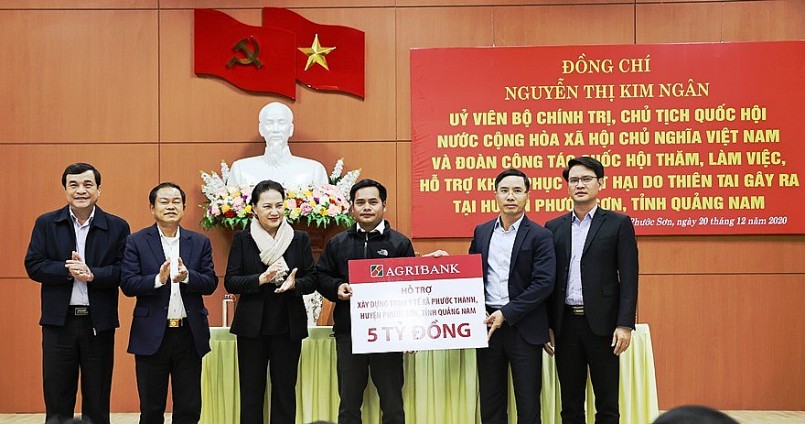 ĐỒNG CHÍ
NGUYỄN THỊ KIM NGÂN
UỶ VIÊN BỘ CHÍNH TRỊ, CHỦ TỊCH QUỐC HỘI
NƯỚC CỘNG HÒA XÃ HỘI CHỦ NGHĨA VIỆT NAM
VÀ ĐOÀN CÔNG TÁC QUỐC HỘI THĂM, LÀM VIỆC,
HỖ TRỢ HẠI DO THIÊN TAI GÂY RA
TẠI PHƯỚC SƠN, TỈNH QUẢNG NAM
Phước Sơn, ngày 20 tháng 12 năm 2020
AGRIBANK
HỖ TRỢ
XÂY DỰNG TRẠM Y TẾ XÃ PHƯỚC THÀNH,
HUYỆN PHƯỚC SƠN, TỈNH QUẢNG NAM
5 TỶ ĐỒNG